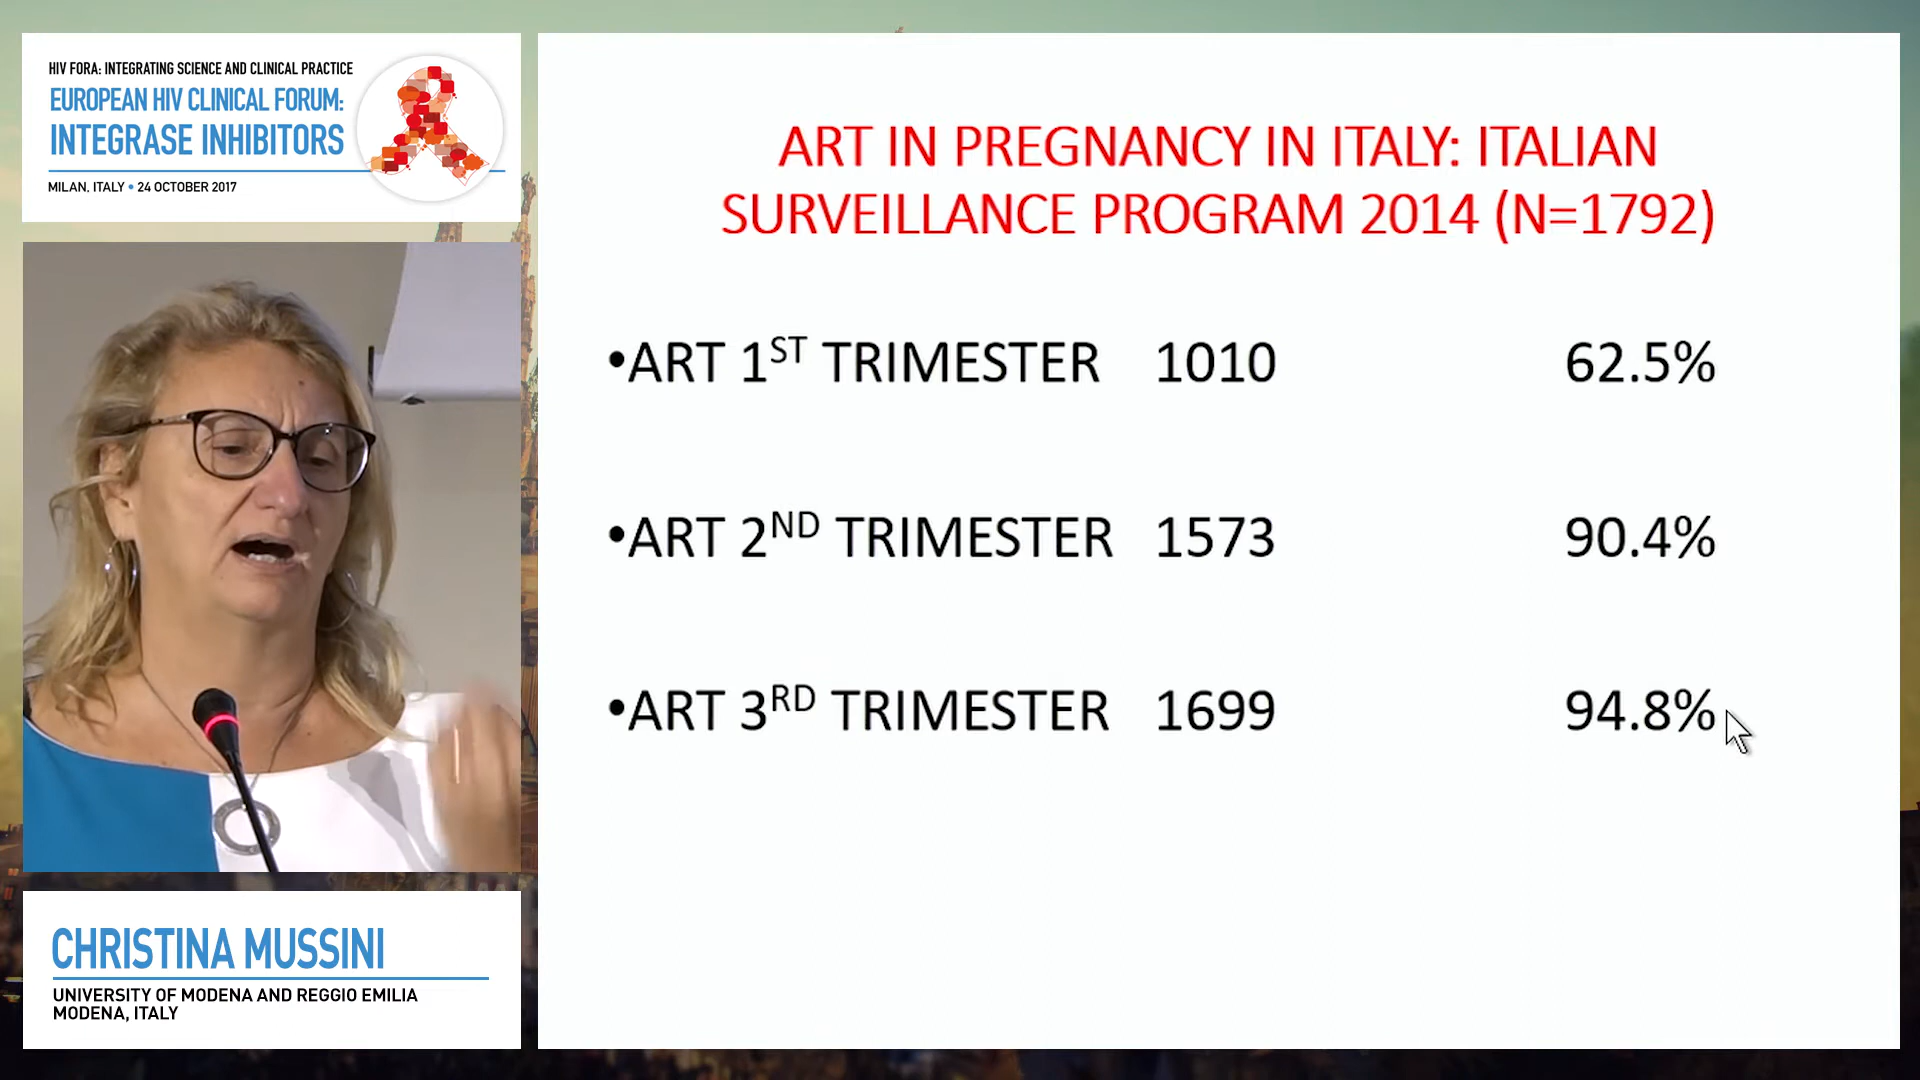 HIV FORA: INTEGRATING SCIENCE AND CLINICAL PRACTICE
EUROPEAN HIV CLINICAL FORUM:
INTEGRASE INHIBITORS
MILAN, ITALY • 24 OCTOBER 2017
ART IN PREGNANCY IN ITALY: ITALIAN
SURVEILLANCE PROGRAM 2014 (N=1792)
•ART 1ST TRIMESTER 1010 62.5%
•ART 2ND TRIMESTER 1573 90.4%
•ART 3RD TRIMESTER 1699 94.8%
CHRISTINA MUSSINI
UNIVERSITY OF MODENA AND REGGIO EMILIA
MODENA, ITALY